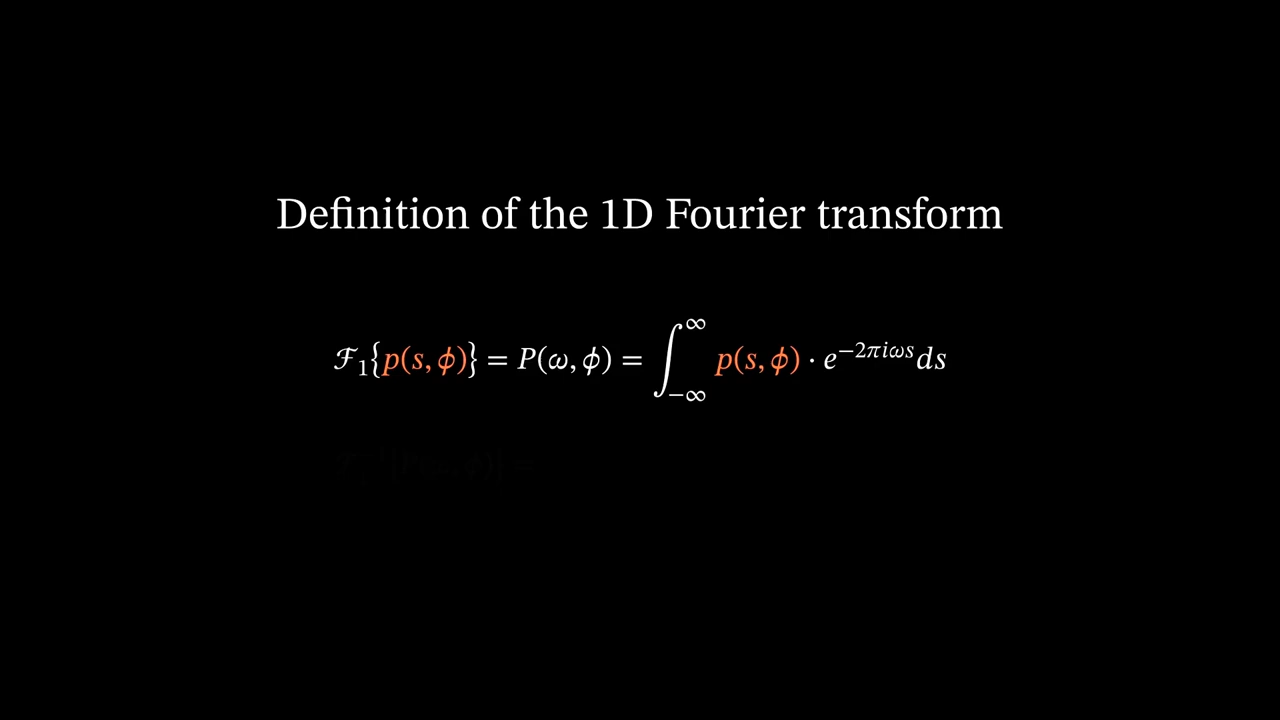 Definition of the 1D Fourier transform
ℱ₁{p(s, ϕ)} = P(ω, ϕ) = ∫_{−∞}^{∞} p(s, ϕ) · e^{−2πiωs} ds